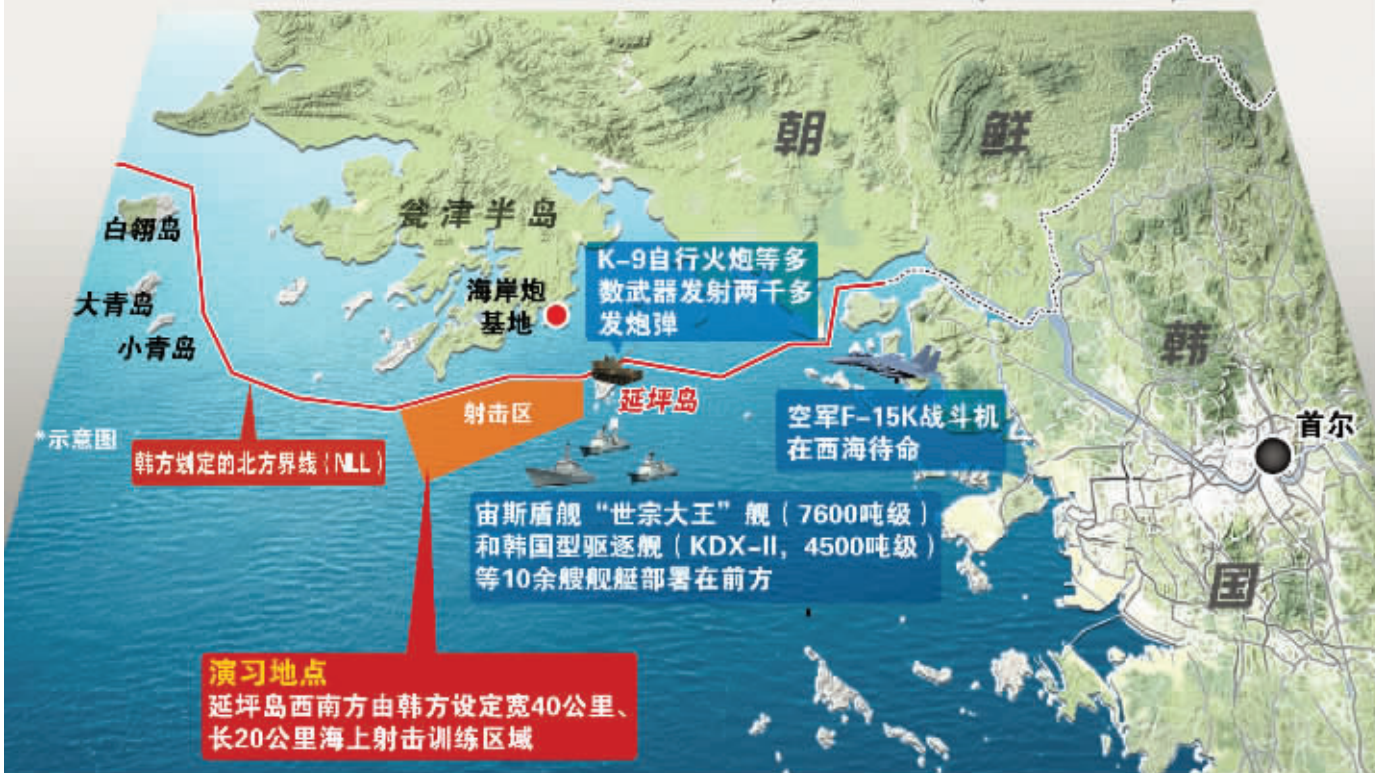 朝鲜
白翎岛
瓮津半岛
K-9自行火炮等多
数武器发射两千多
发炮弹
海岸炮
基地
大青岛
小青岛
韩
国
延坪岛
射击区
空军F-15K战斗机
在西海待命
首尔
*示意图
韩方划定的北方界线（NLL）
宙斯盾舰“世宗大王”舰（7600吨级）
和韩国型驱逐舰（KDX-II，4500吨级）
等10余艘舰艇部署在前方
演习地点
延坪岛西南方由韩方设定宽40公里、
长20公里海上射击训练区域